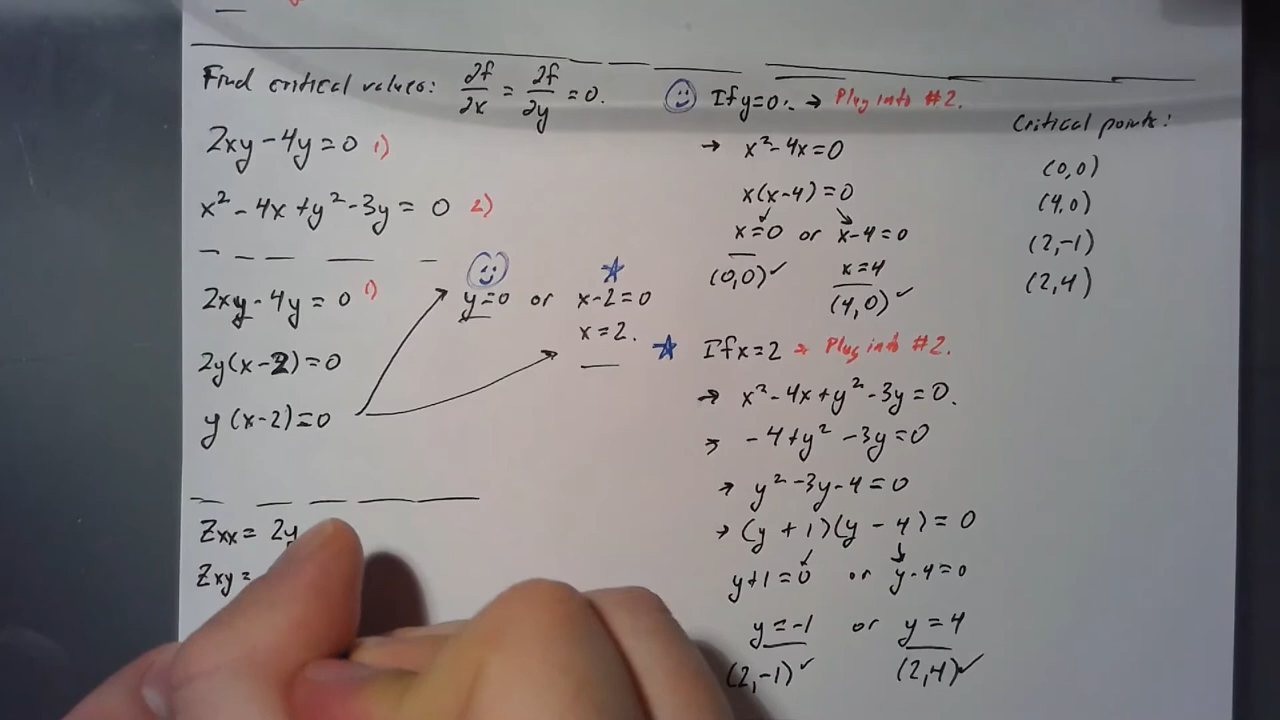 Find critical values: ∂f/∂x = ∂f/∂y = 0.
2xy - 4y = 0 1)
x² - 4x + y² - 3y = 0 2)
2xy - 4y = 0 1)
2y(x-2) = 0
y(x-2) = 0
y = 0 or x-2 = 0
x = 2.
Zxx = 2y
Zxy =
If y=0. → Plug into #2.
→ x² - 4x = 0
x(x-4) = 0
x = 0 or x-4 = 0
(0,0) ✓ x = 4
(4,0) ✓
If x=2 → Plug into #2.
→ x² - 4x + y² - 3y = 0.
→ -4 + y² - 3y = 0
→ y² - 3y - 4 = 0
→ (y + 1)(y - 4) = 0
y+1 = 0 or y-4 = 0
y = -1 or y = 4
(2,-1) ✓ (2,4) ✓
Critical points:
(0,0)
(4,0)
(2,-1)
(2,4)